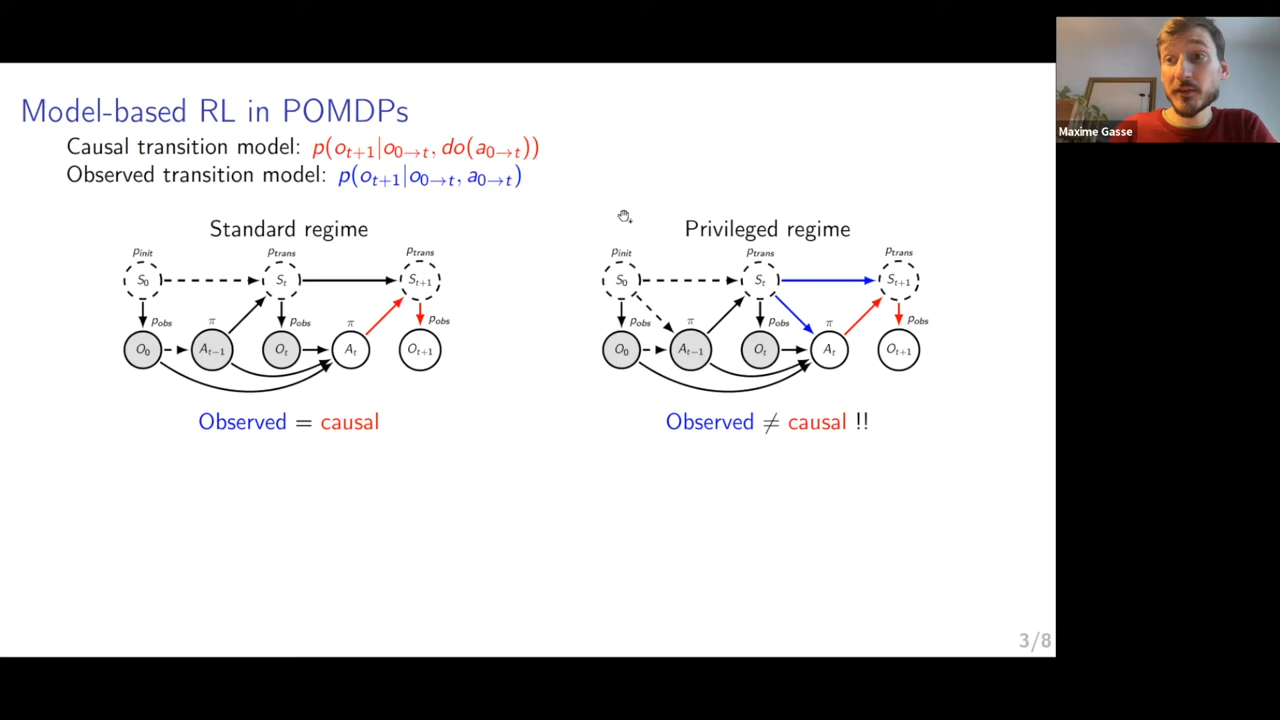 Model-based RL in POMDPs
Causal transition model: p(o_{t+1}|o_{0→t}, do(a_{0→t}))
Observed transition model: p(o_{t+1}|o_{0→t}, a_{0→t})
Maxime Gasse
Standard regime
p_init p_trans p_trans
S_0 S_t S_{t+1}
p_obs π p_obs π p_obs
O_0 A_{t−1} O_t A_t O_{t+1}
Observed = causal
Privileged regime
p_init p_trans p_trans
S_0 S_t S_{t+1}
p_obs π p_obs π p_obs
O_0 A_{t−1} O_t A_t O_{t+1}
Observed ≠ causal !!
3/8